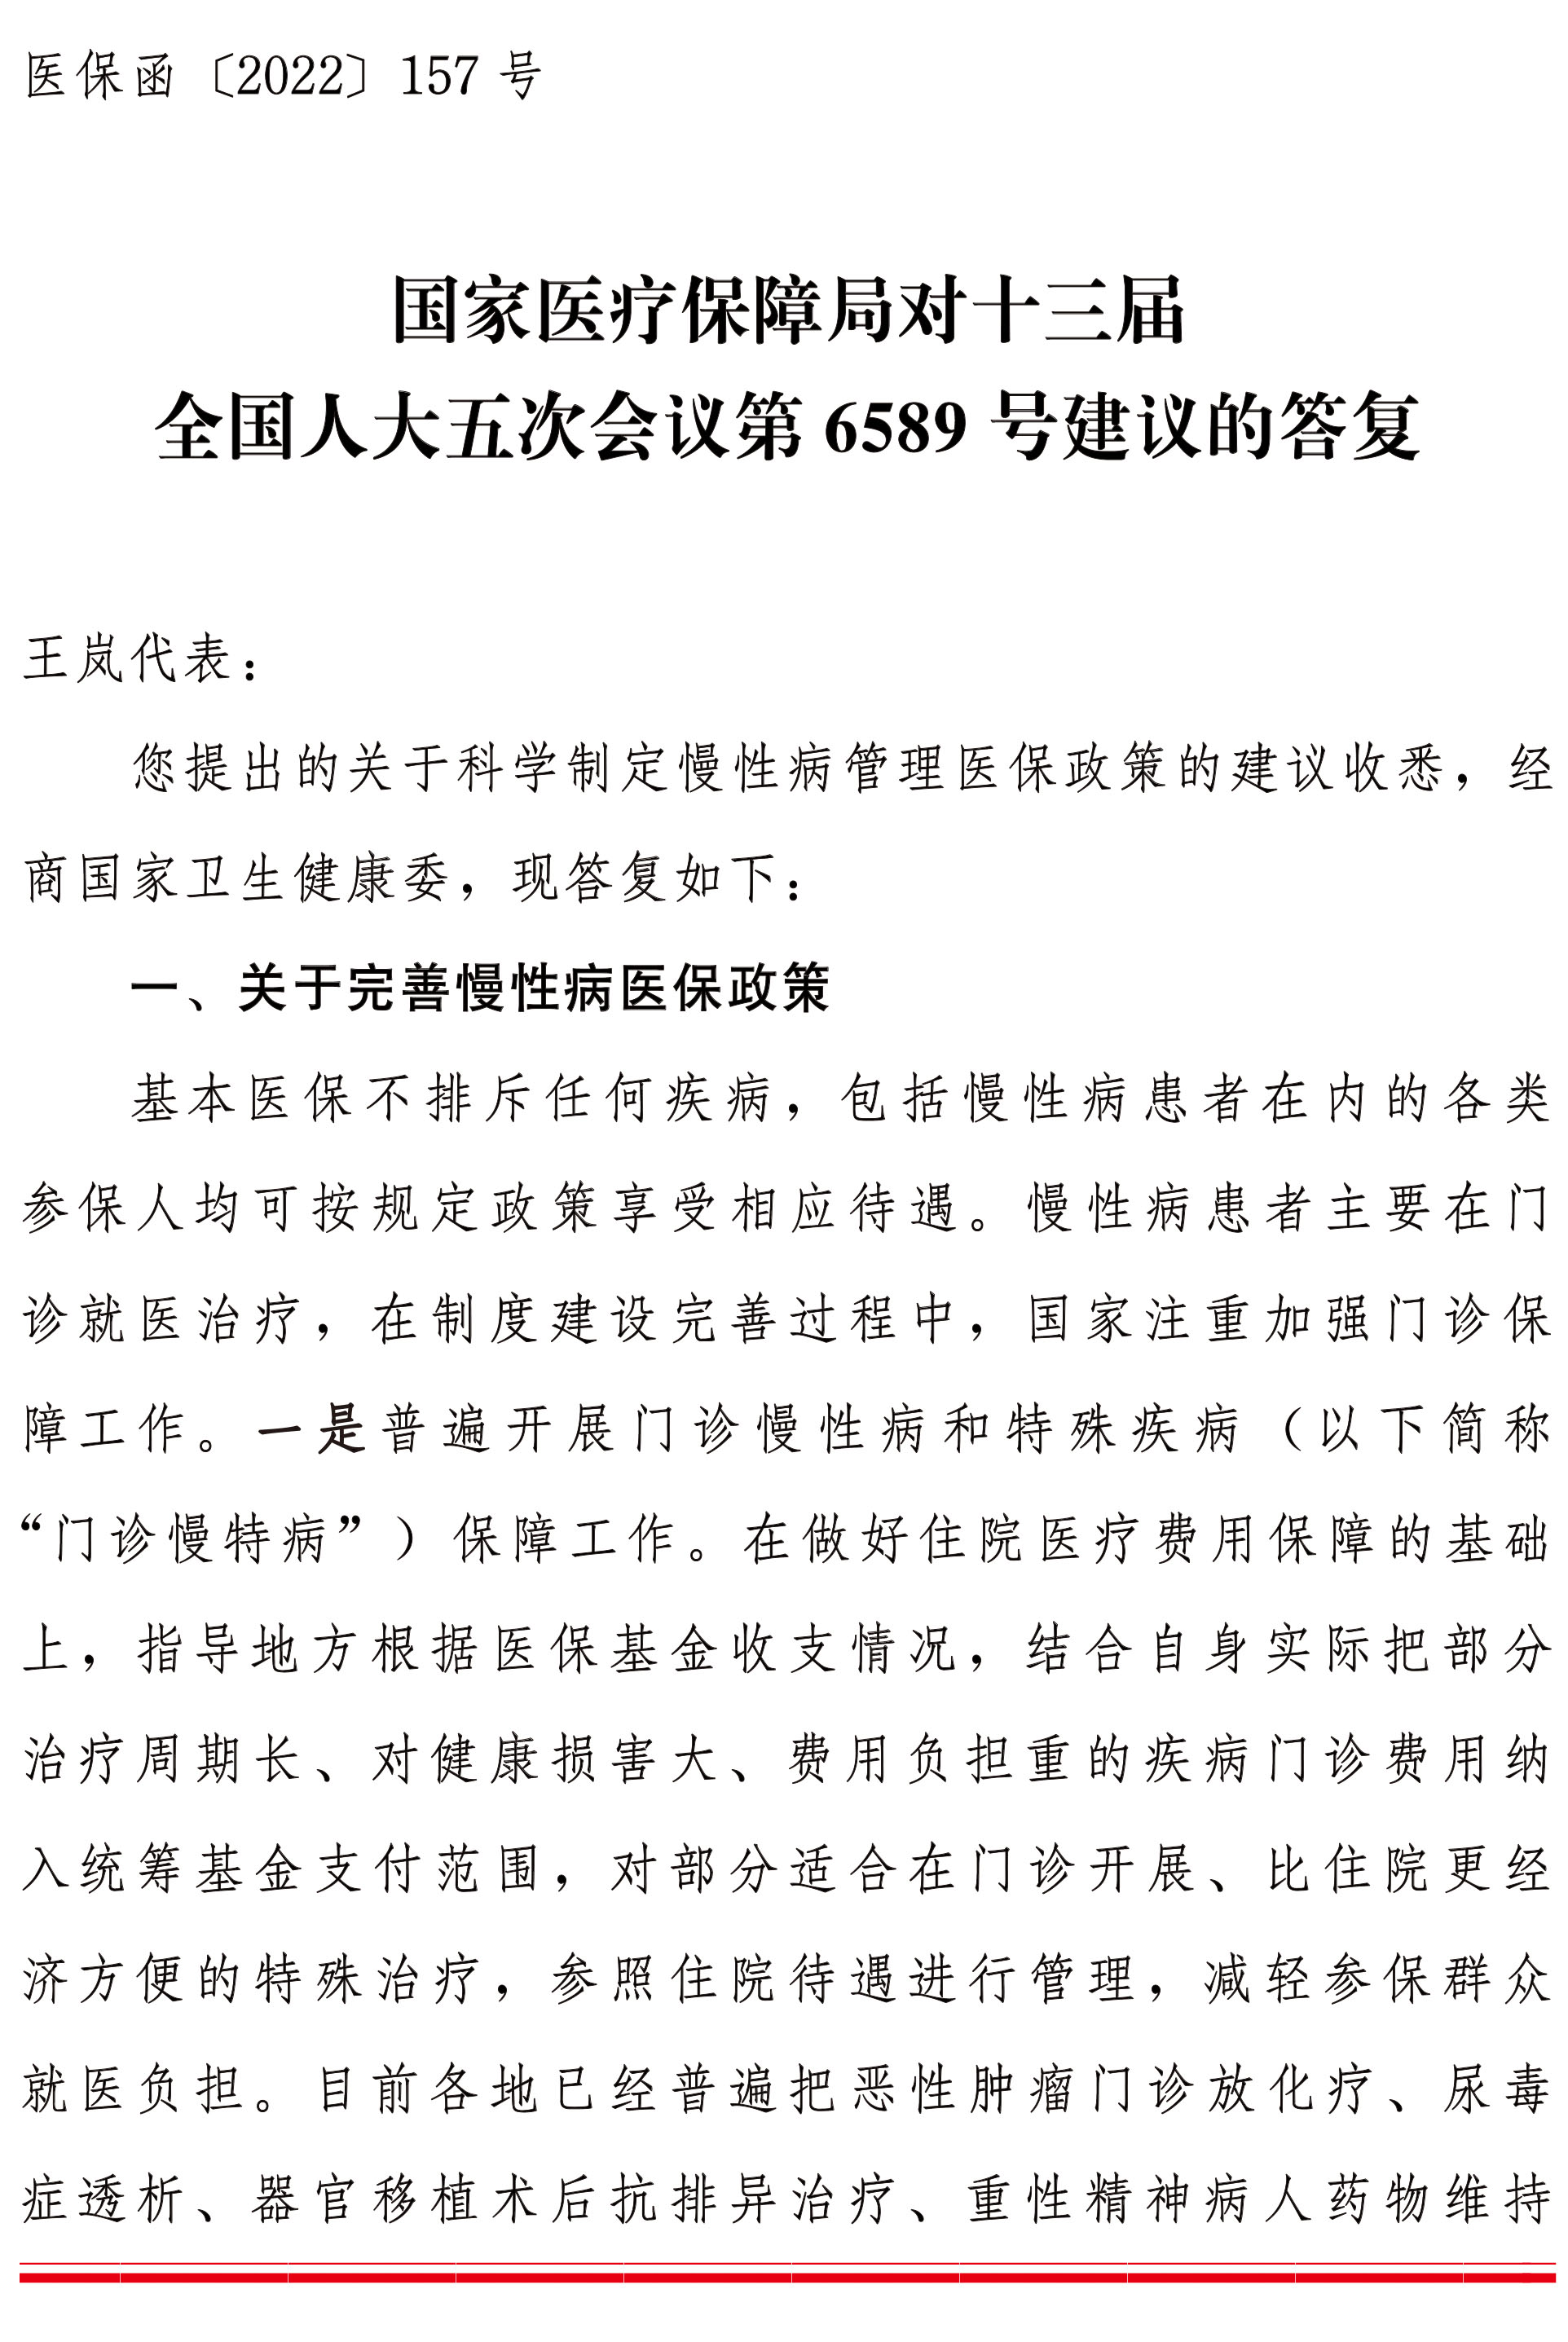 医保函〔2022〕157 号
国家医疗保障局对十三届
全国人大五次会议第 6589 号建议的答复
王岚代表：
您提出的关于科学制定慢性病管理医保政策的建议收悉，经
商国家卫生健康委，现答复如下：
一、关于完善慢性病医保政策
基本医保不排斥任何疾病，包括慢性病患者在内的各类
参保人均可按规定政策享受相应待遇。慢性病患者主要在门
诊就医治疗，在制度建设完善过程中，国家注重加强门诊保
障工作。一是普遍开展门诊慢性病和特殊疾病（以下简称
“门诊慢特病”）保障工作。在做好住院医疗费用保障的基础
上，指导地方根据医保基金收支情况，结合自身实际把部分
治疗周期长、对健康损害大、费用负担重的疾病门诊费用纳
入统筹基金支付范围，对部分适合在门诊开展、比住院更经
济方便的特殊治疗，参照住院待遇进行管理，减轻参保群众
就医负担。目前各地已经普遍把恶性肿瘤门诊放化疗、尿毒
症透析、器官移植术后抗排异治疗、重性精神病人药物维持